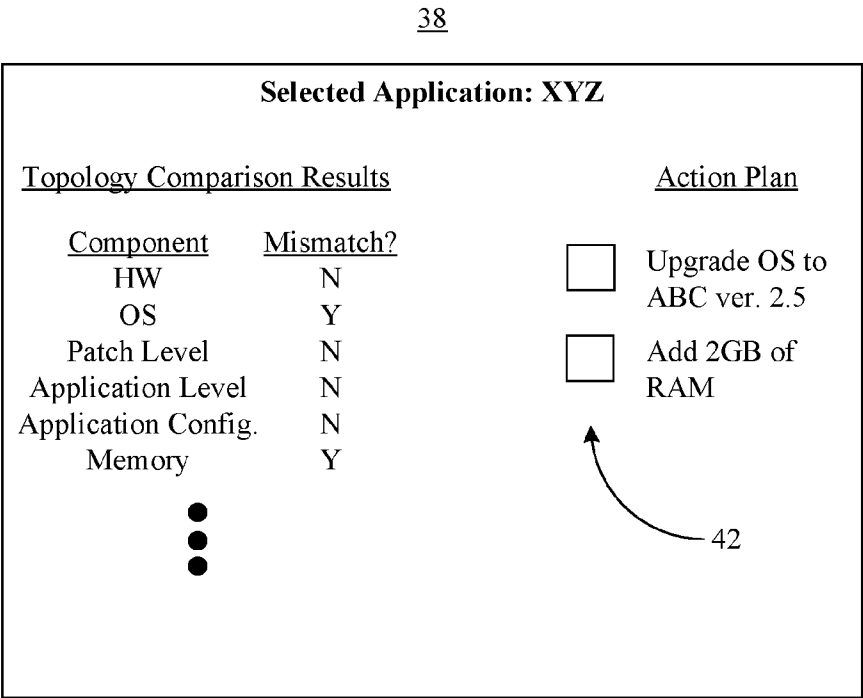 38
Selected Application: XYZ
Topology Comparison Results
Action Plan
Component Mismatch?
HW N
OS Y
Patch Level N
Application Level N
Application Config. N
Memory Y
Upgrade OS to
ABC ver. 2.5
Add 2GB of
RAM
42